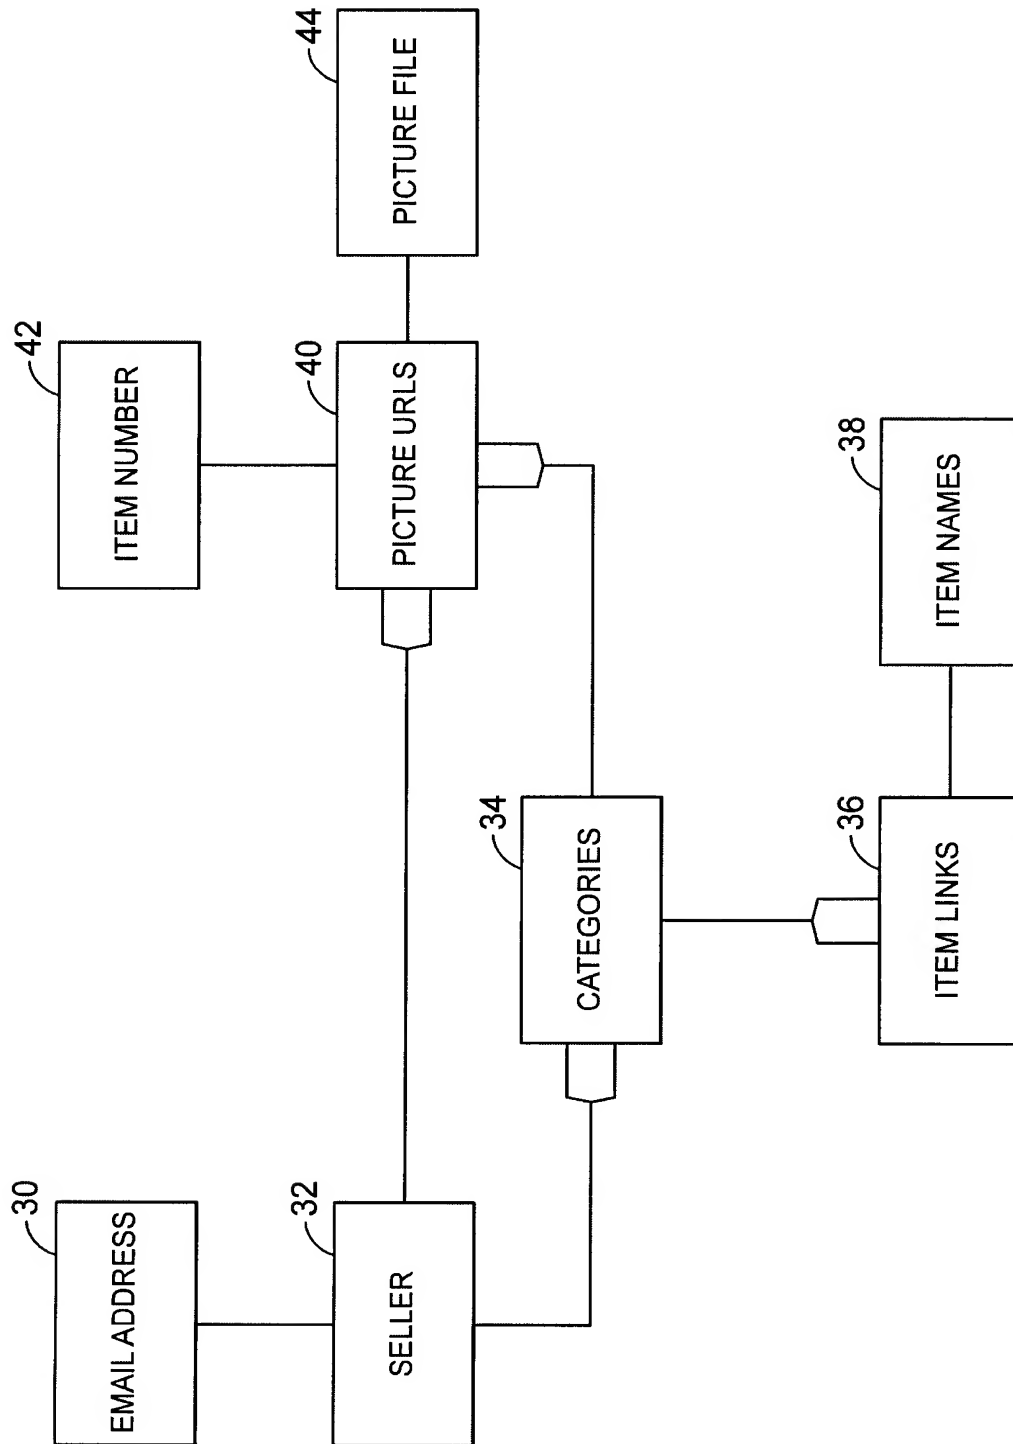 30
EMAIL ADDRESS
32
SELLER
42
ITEM NUMBER
40
PICTURE URLS
44
PICTURE FILE
34
CATEGORIES
36
ITEM LINKS
38
ITEM NAMES